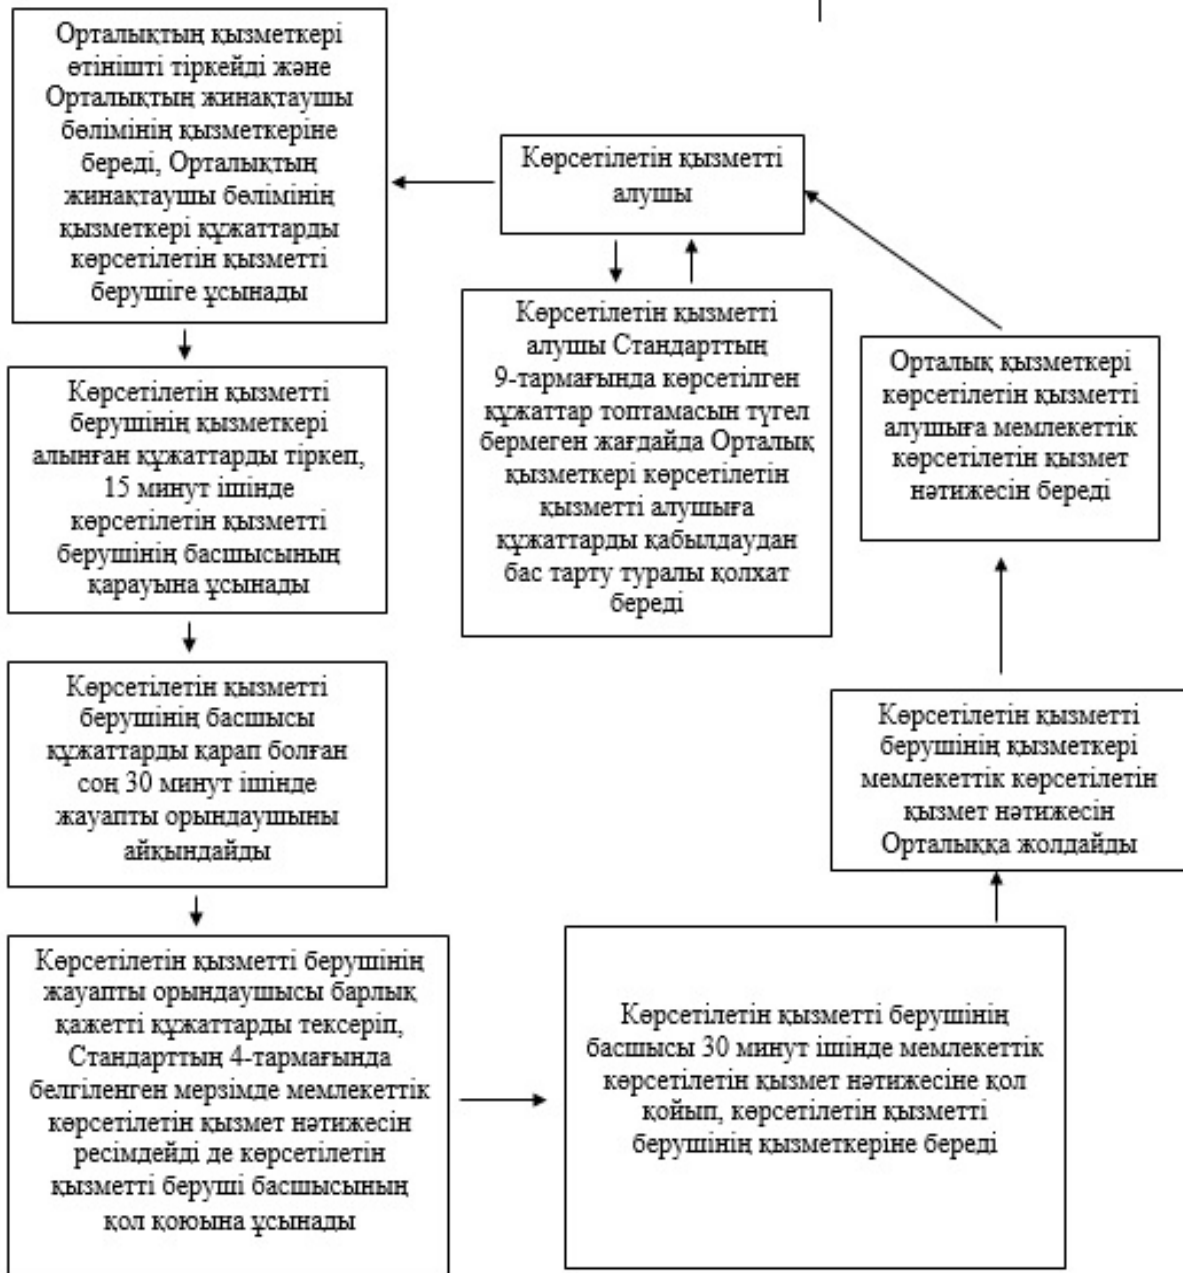 Орталықтың қызметкері
өтінішті тіркейді және
Орталықтың жинақтаушы
бөлімінің қызметкеріне
береді, Орталықтың
жинақтаушы бөлімінің
қызметкері құжаттарды
көрсетілетін қызметті
берушіге ұсынады
Көрсетілетін қызметті
алушы
Көрсетілетін қызметті
алушы Стандарттың
9-тармағында көрсетілген
құжаттар топтамасын түгел
бермеген жағдайда Орталық
қызметкері көрсетілетін
қызметті алушыға
құжаттарды қабылдаудан
бас тарту туралы қолхат
береді
Орталық қызметкері
көрсетілетін қызметті
алушыға мемлекеттік
көрсетілетін қызмет
нәтижесін береді
Көрсетілетін қызметті
берушінің қызметкері
алынған құжаттарды тіркеп,
15 минут ішінде
көрсетілетін қызметті
берушінің басшысының
қарауына ұсынады
Көрсетілетін қызметті
берушінің басшысы
құжаттарды қарап болған
соң 30 минут ішінде
жауапты орындаушыны
айқындайды
Көрсетілетін қызметті
берушінің қызметкері
мемлекеттік көрсетілетін
қызмет нәтижесін
Орталыққа жолдайды
Көрсетілетін қызметті берушінің
жауапты орындаушысы барлық
қажетті құжаттарды тексеріп,
Стандарттың 4-тармағында
белгіленген мерзімде мемлекеттік
көрсетілетін қызмет нәтижесін
ресімдейді де көрсетілетін
қызметті беруші басшысының
қол қоюына ұсынады
Көрсетілетін қызметті берушінің
басшысы 30 минут ішінде мемлекеттік
көрсетілетін қызмет нәтижесіне қол
қойып, көрсетілетін қызметті
берушінің қызметкеріне береді